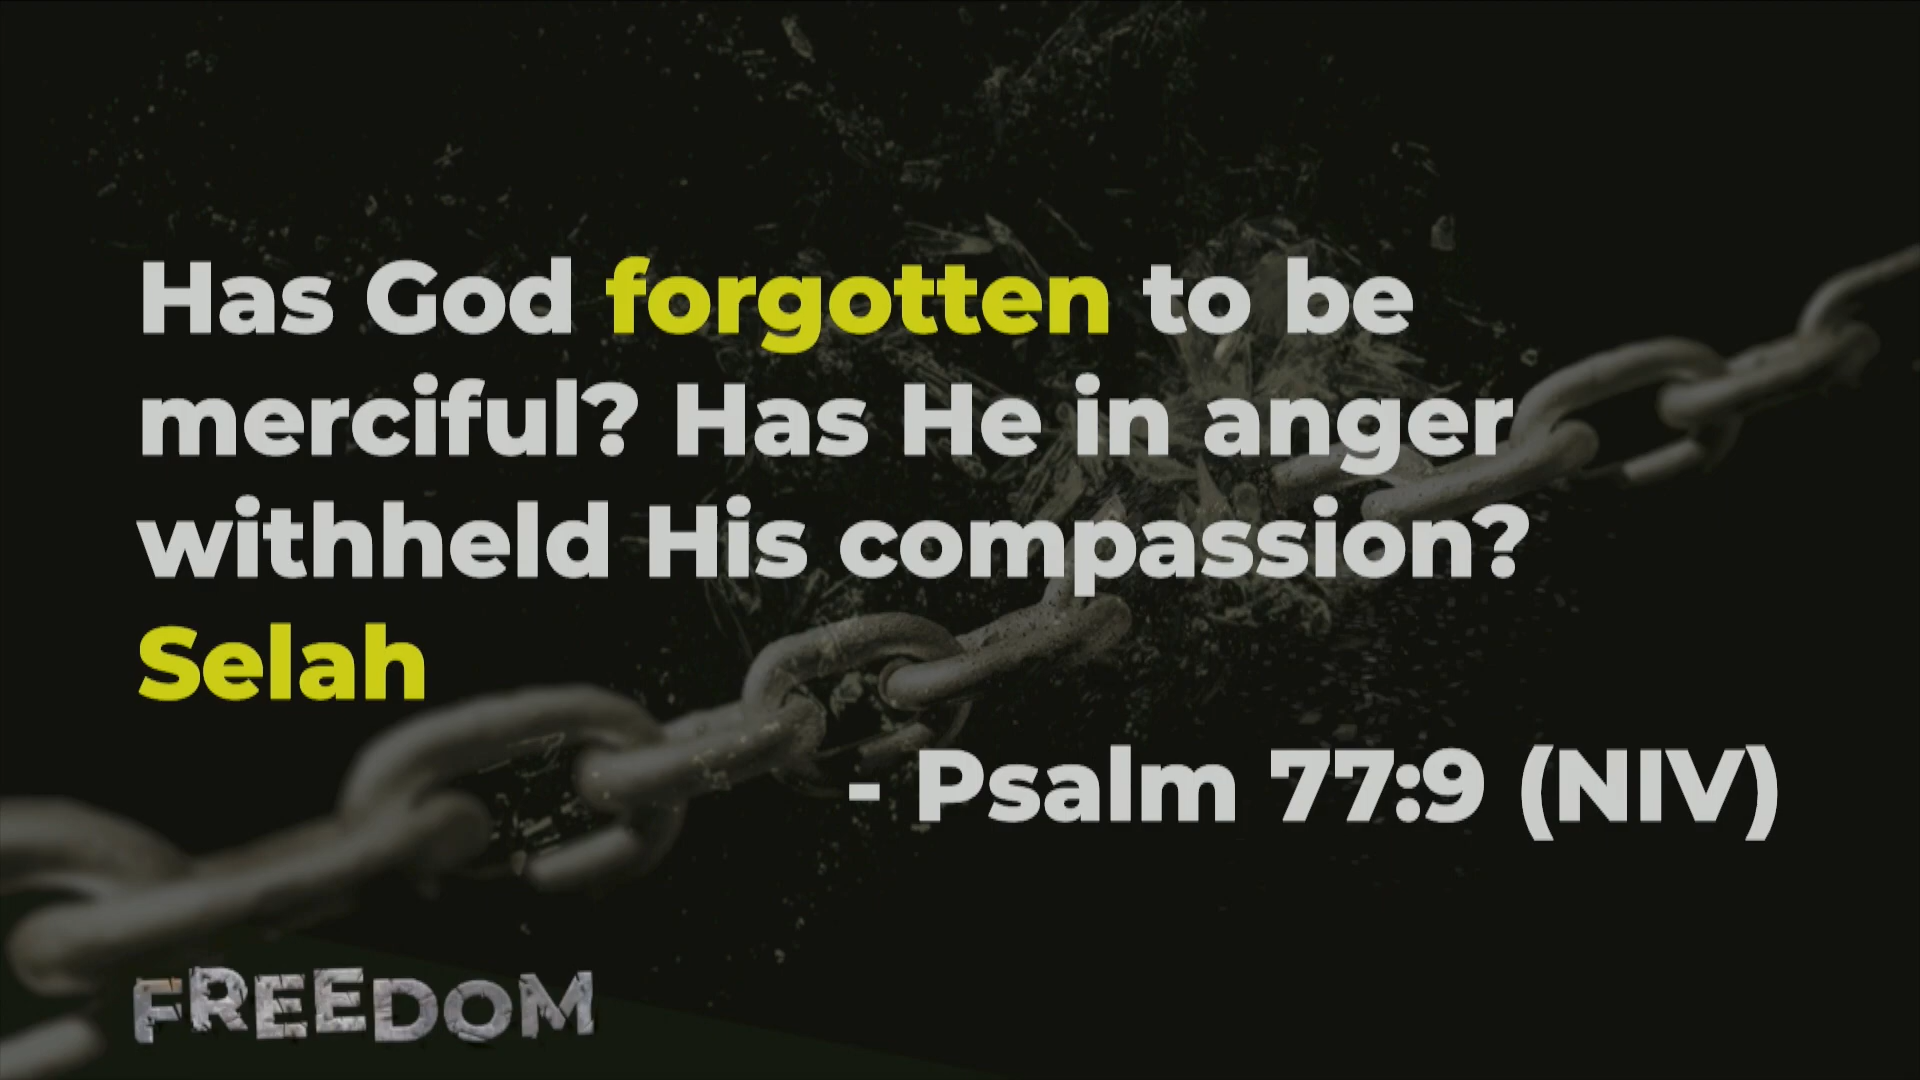 Has God forgotten to be
merciful? Has He in anger
withheld His compassion?
Selah
- Psalm 77:9 (NIV)
FREEDOM